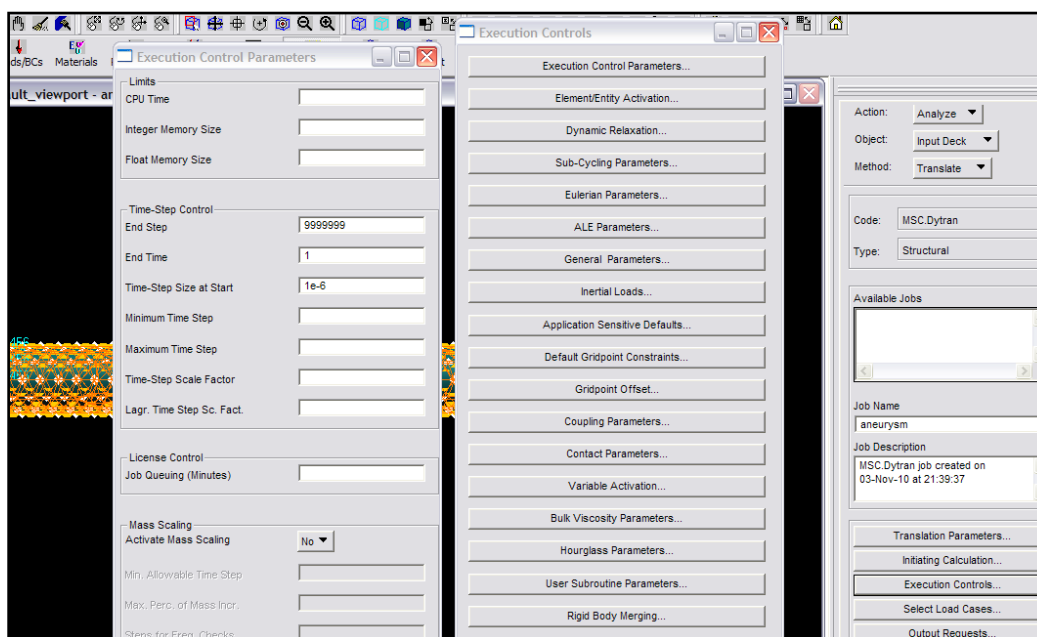 ds/BCs
Materials
ult_viewport - ar
456
Execution Control Parameters
Limits
CPU Time
Integer Memory Size
Float Memory Size
Time-Step Control
End Step
9999999
End Time
1
Time-Step Size at Start
1e-6
Minimum Time Step
Maximum Time Step
Time-Step Scale Factor
Lagr. Time Step Sc. Fact.
License Control
Job Queuing (Minutes)
Mass Scaling
Activate Mass Scaling
No
Min. Allowable Time Step
Max. Perc. of Mass Incr.
Steps for Freq. Checks
Execution Controls
Execution Control Parameters...
Element/Entity Activation...
Dynamic Relaxation...
Sub-Cycling Parameters...
Eulerian Parameters...
ALE Parameters...
General Parameters...
Inertial Loads...
Application Sensitive Defaults...
Default Gridpoint Constraints...
Gridpoint Offset...
Coupling Parameters...
Contact Parameters...
Variable Activation...
Bulk Viscosity Parameters...
Hourglass Parameters...
User Subroutine Parameters...
Rigid Body Merging...
Action:
Analyze
Object:
Input Deck
Method:
Translate
Code:
MSC.Dytran
Type:
Structural
Available Jobs
Job Name
aneurysm
Job Description
MSC.Dytran job created on
03-Nov-10 at 21:39:37
Translation Parameters...
Initiating Calculation...
Execution Controls...
Select Load Cases...
Output Requests...